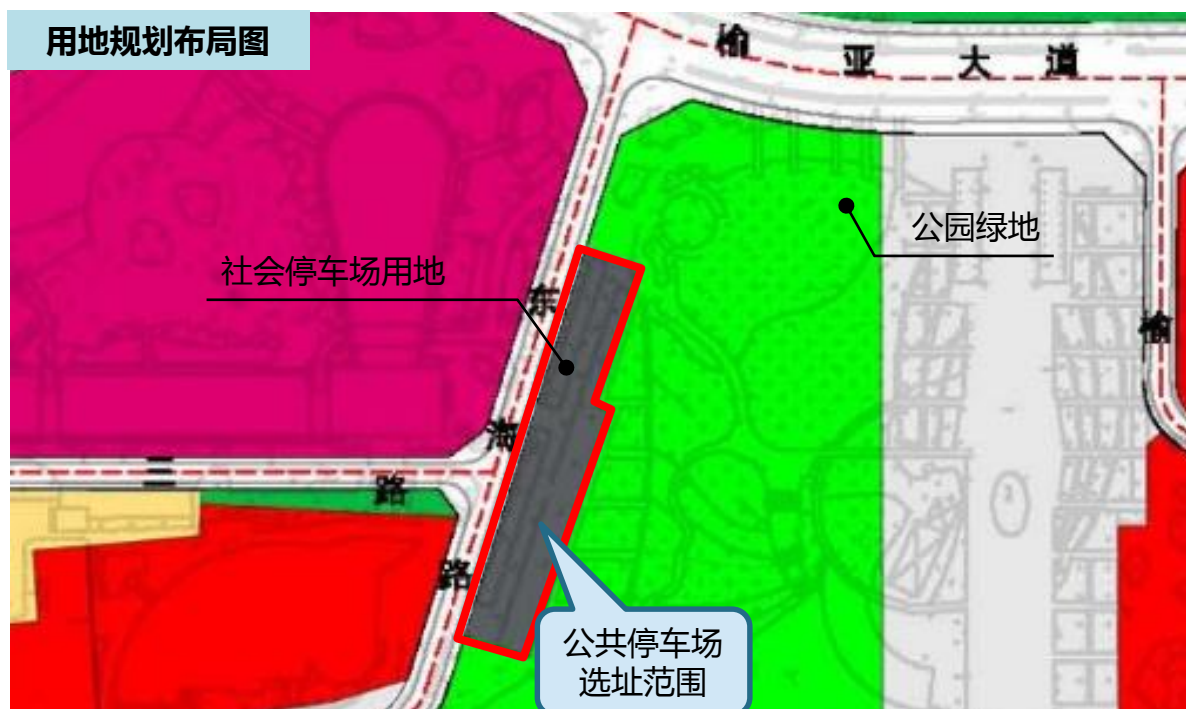 用地规划布局图
榆亚大道
公园绿地
社会停车场用地
东
海
路
路
榆
公共停车场
选址范围